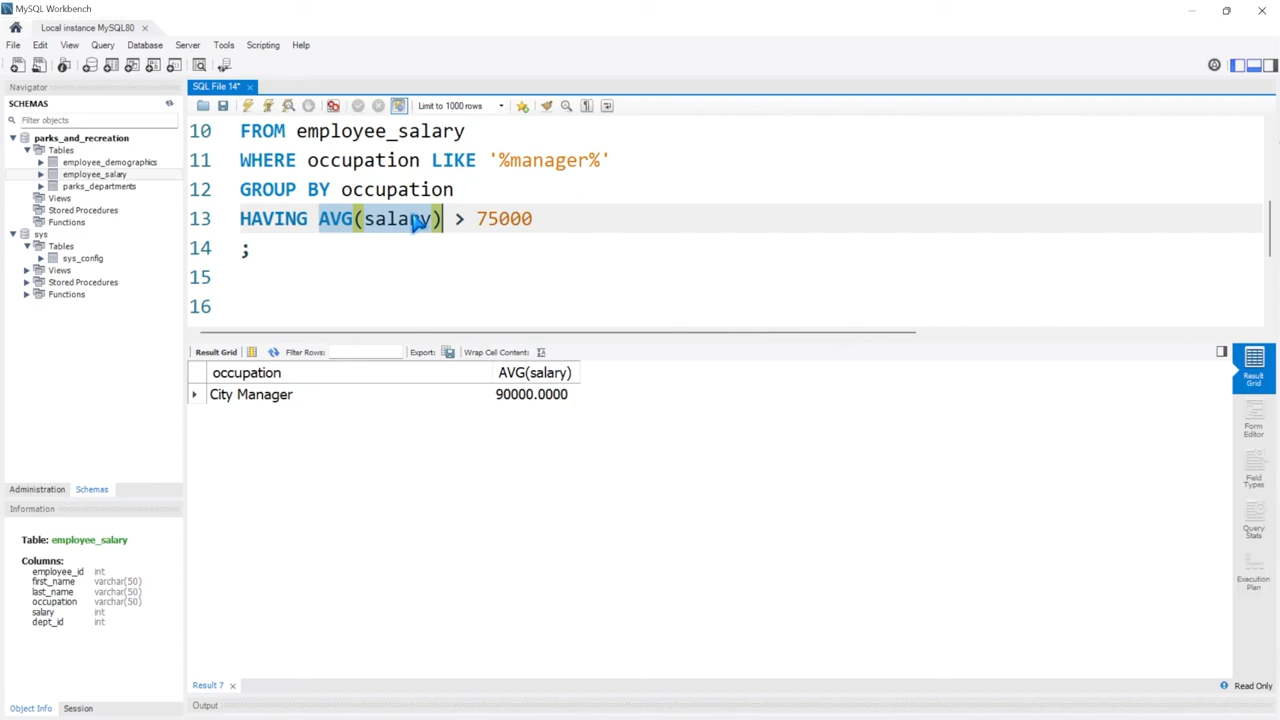 MySQL Workbench
Local instance MySQL80
File Edit View Query Database Server Tools Scripting Help
Navigator
SCHEMAS
Filter objects
parks_and_recreation
Tables
employee_demographics
employee_salary
parks_departments
Views
Stored Procedures
Functions
sys
Tables
sys_config
Views
Stored Procedures
Functions
Administration Schemas
Information
Table: employee_salary
Columns:
employee_id int
first_name varchar(50)
last_name varchar(50)
occupation varchar(50)
salary int
dept_id int
Object Info Session
SQL File 14*
Limit to 1000 rows
10 FROM employee_salary
11 WHERE occupation LIKE '%manager%'
12 GROUP BY occupation
13 HAVING AVG(salary) > 75000
14 ;
15
16
Result Grid Filter Rows: Export: Wrap Cell Content:
occupation AVG(salary)
City Manager 90000.0000
Result
Grid
Form
Editor
Field
Types
Query
Stats
Execution
Plan
Result 7
Read Only
Output